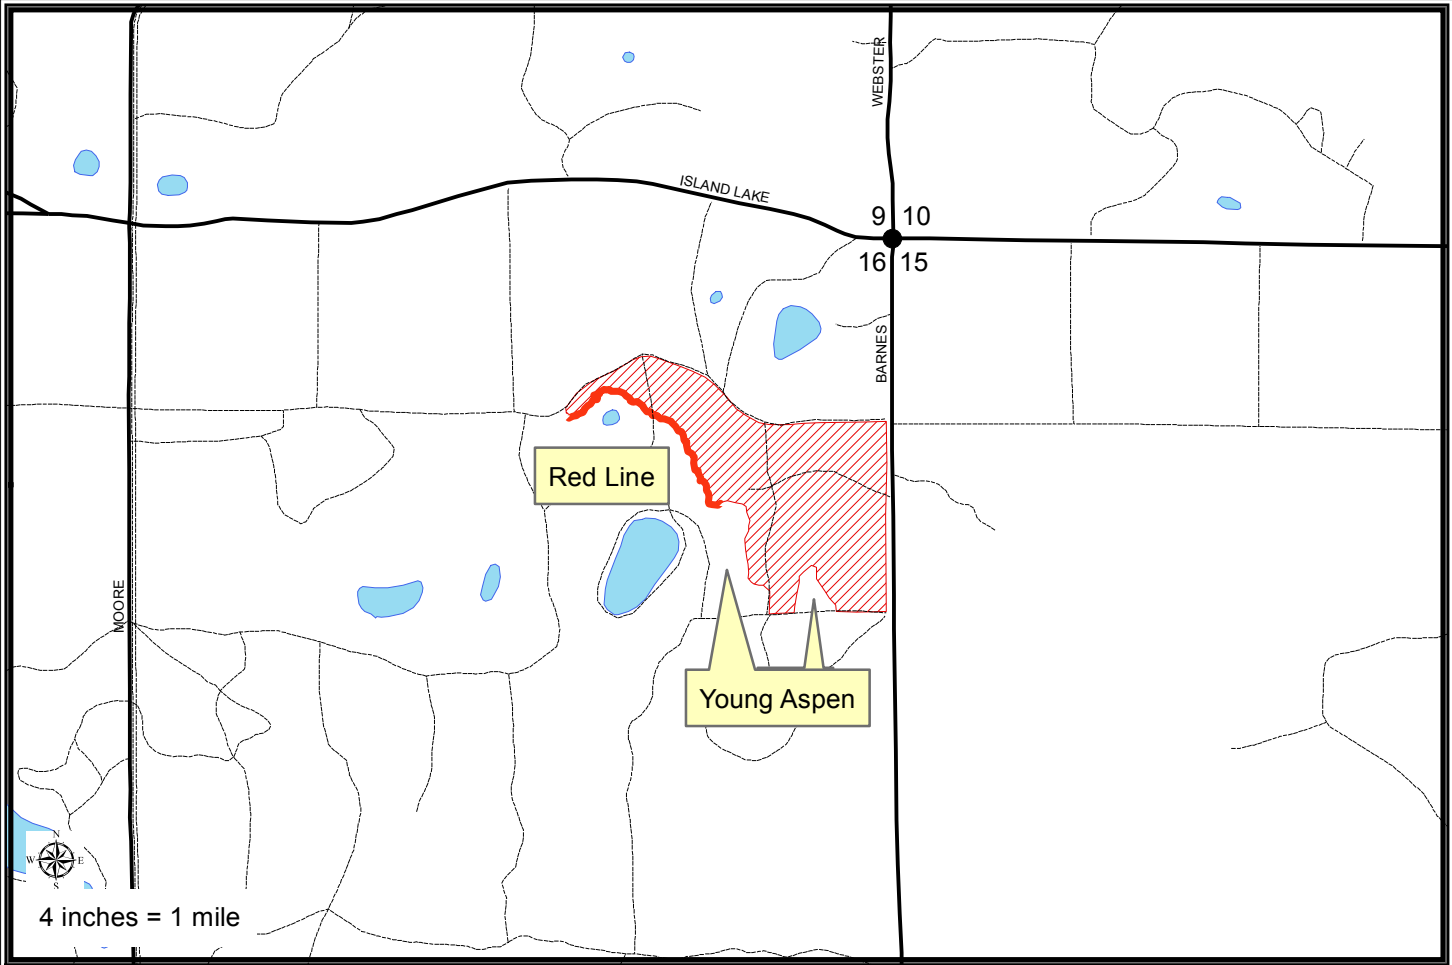 WEBSTER
ISLAND LAKE
9 10
16 15
BARNES
Red Line
MOORE
Young Aspen
N
W E
S
4 inches = 1 mile